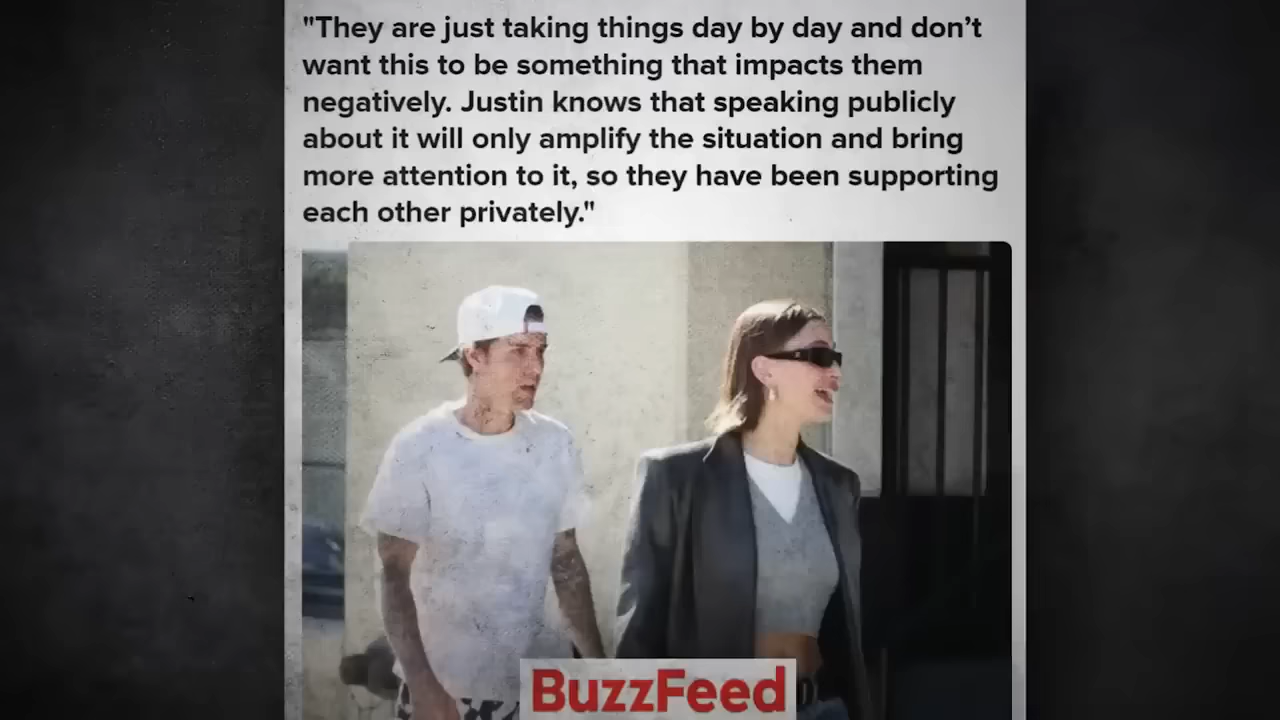 "They are just taking things day by day and don’t
want this to be something that impacts them
negatively. Justin knows that speaking publicly
about it will only amplify the situation and bring
more attention to it, so they have been supporting
each other privately."
BuzzFeed